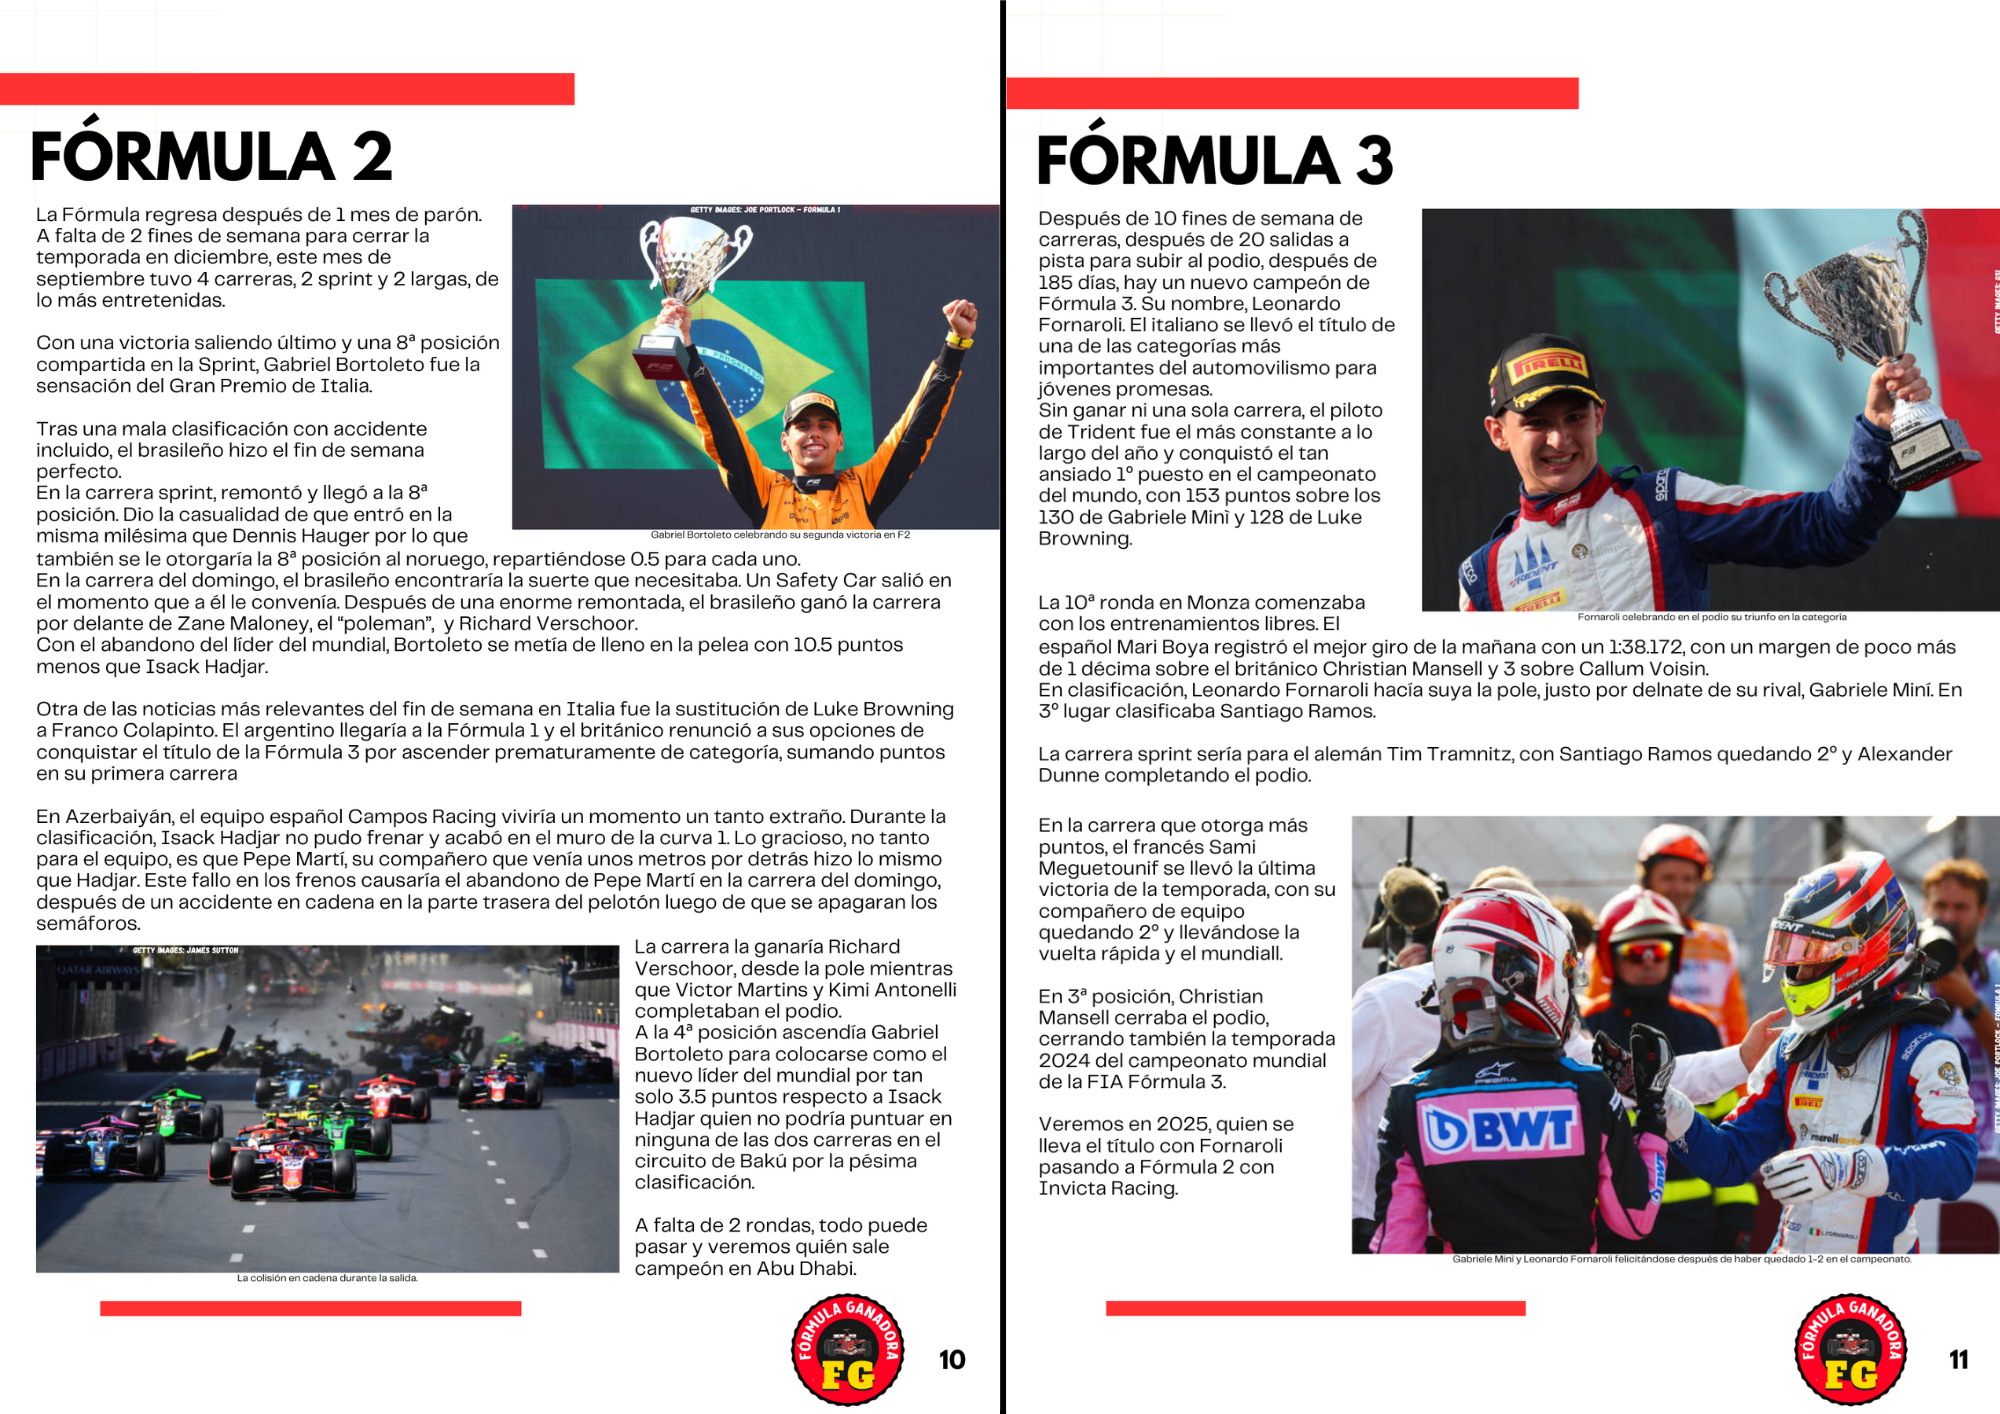 FÓRMULA 2
La Fórmula regresa después de 1 mes de parón.
A falta de 2 fines de semana para cerrar la
temporada en diciembre, este mes de
septiembre tuvo 4 carreras, 2 sprint y 2 largas, de
lo más entretenidas.
Con una victoria saliendo último y una 8ª posición
compartida en la Sprint, Gabriel Bortoleto fue la
sensación del Gran Premio de Italia.
Tras una mala clasificación con accidente
incluido, el brasileño hizo el fin de semana
perfecto.
En la carrera sprint, remontó y llegó a la 8ª
posición. Dio la casualidad de que entró en la
misma milésima que Dennis Hauger por lo que
también se le otorgaría la 8ª posición al noruego, repartiéndose 0.5 para cada uno.
En la carrera del domingo, el brasileño encontraría la suerte que necesitaba. Un Safety Car salió en
el momento que a él le convenía. Después de una enorme remontada, el brasileño ganó la carrera
por delante de Zane Maloney, el “poleman”, y Richard Verschoor.
Con el abandono del líder del mundial, Bortoleto se metía de lleno en la pelea con 10.5 puntos
menos que Isack Hadjar.
GETTY IMAGES: JOE PORTLOCK – FORMULA 1
E PROGRESSO
PIRELLI
F2
Gabriel Bortoleto celebrando su segunda victoria en F2
Otra de las noticias más relevantes del fin de semana en Italia fue la sustitución de Luke Browning
a Franco Colapinto. El argentino llegaría a la Fórmula 1 y el británico renunció a sus opciones de
conquistar el título de la Fórmula 3 por ascender prematuramente de categoría, sumando puntos
en su primera carrera
En Azerbaiyán, el equipo español Campos Racing viviría un momento un tanto extraño. Durante la
clasificación, Isack Hadjar no pudo frenar y acabó en el muro de la curva 1. Lo gracioso, no tanto
para el equipo, es que Pepe Martí, su compañero que venía unos metros por detrás hizo lo mismo
que Hadjar. Este fallo en los frenos causaría el abandono de Pepe Martí en la carrera del domingo,
después de un accidente en cadena en la parte trasera del pelotón luego de que se apagaran los
semáforos.
GETTY IMAGES: JAMES SUTTON
QATAR AIRWAYS
La colisión en cadena durante la salida.
La carrera la ganaría Richard
Verschoor, desde la pole mientras
que Victor Martins y Kimi Antonelli
completaban el podio.
A la 4ª posición ascendía Gabriel
Bortoleto para colocarse como el
nuevo líder del mundial por tan
solo 3.5 puntos respecto a Isack
Hadjar quien no podría puntuar en
ninguna de las dos carreras en el
circuito de Bakú por la pésima
clasificación.
A falta de 2 rondas, todo puede
pasar y veremos quién sale
campeón en Abu Dhabi.
FÓRMULA GANADORA
FG
10
FÓRMULA 3
Después de 10 fines de semana de
carreras, después de 20 salidas a
pista para subir al podio, después de
185 días, hay un nuevo campeón de
Fórmula 3. Su nombre, Leonardo
Fornaroli. El italiano se llevó el título de
una de las categorías más
importantes del automovilismo para
jóvenes promesas.
Sin ganar ni una sola carrera, el piloto
de Trident fue el más constante a lo
largo del año y conquistó el tan
ansiado 1º puesto en el campeonato
del mundo, con 153 puntos sobre los
130 de Gabriele Minì y 128 de Luke
Browning.
PIRELLI
sparco
TRIDENT
PIRELLI
F3
Fornaroli celebrando en el podio su triunfo en la categoría
La 10ª ronda en Monza comenzaba
con los entrenamientos libres. El
español Mari Boya registró el mejor giro de la mañana con un 1:38.172, con un margen de poco más
de 1 décima sobre el británico Christian Mansell y 3 sobre Callum Voisin.
En clasificación, Leonardo Fornaroli hacía suya la pole, justo por delnate de su rival, Gabriele Miní. En
3º lugar clasificaba Santiago Ramos.
La carrera sprint sería para el alemán Tim Tramnitz, con Santiago Ramos quedando 2º y Alexander
Dunne completando el podio.
En la carrera que otorga más
puntos, el francés Sami
Meguetounif se llevó la última
victoria de la temporada, con su
compañero de equipo
quedando 2º y llevándose la
vuelta rápida y el mundiall.
En 3ª posición, Christian
Mansell cerraba el podio,
cerrando también la temporada
2024 del campeonato mundial
de la FIA Fórmula 3.
Veremos en 2025, quien se
lleva el título con Fornaroli
pasando a Fórmula 2 con
Invicta Racing.
BWT
PIRELLI
L.FORNAROLI
GETTY IMAGES: JOE PORTLOCK – FORMULA 1
Gabriele Minì y Leonardo Fornaroli felicitándose después de haber quedado 1-2 en el campeonato.
FÓRMULA GANADORA
FG
11